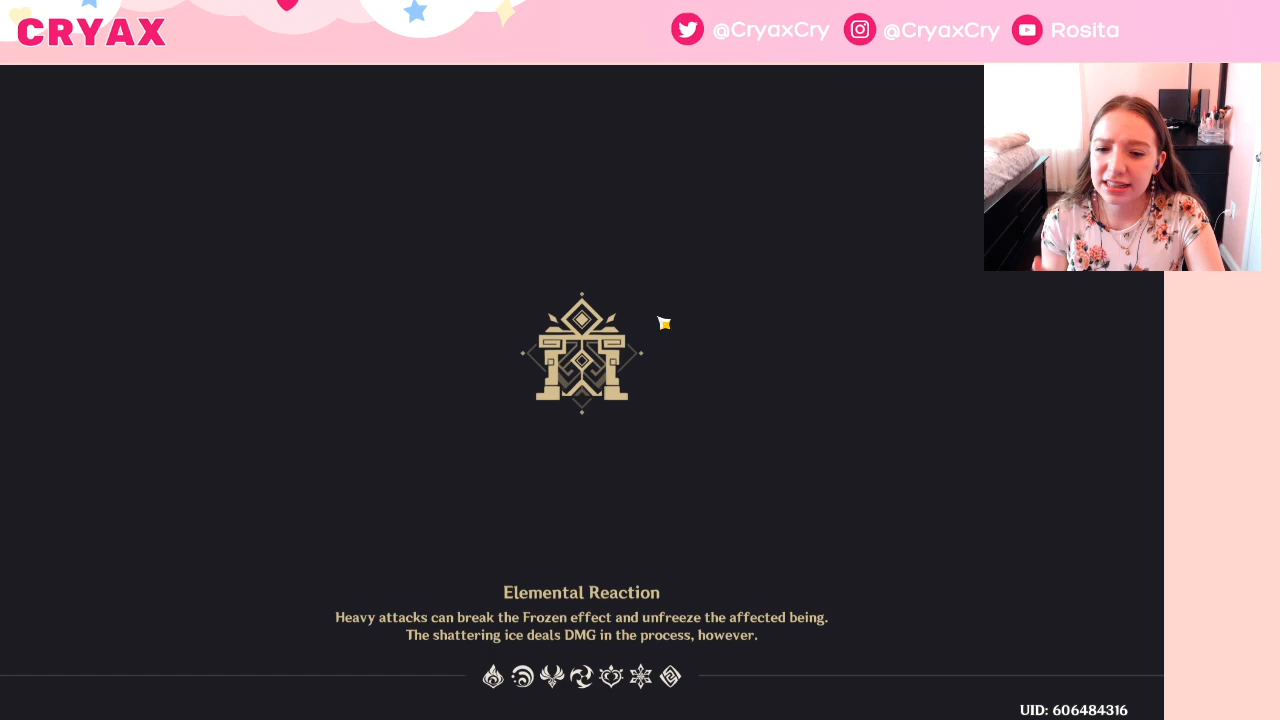 CRYAX
@CryaxCry
@CryaxCry
Rosita
Elemental Reaction
Heavy attacks can break the Frozen effect and unfreeze the affected being.
The shattering ice deals DMG in the process, however.
UID: 606484316